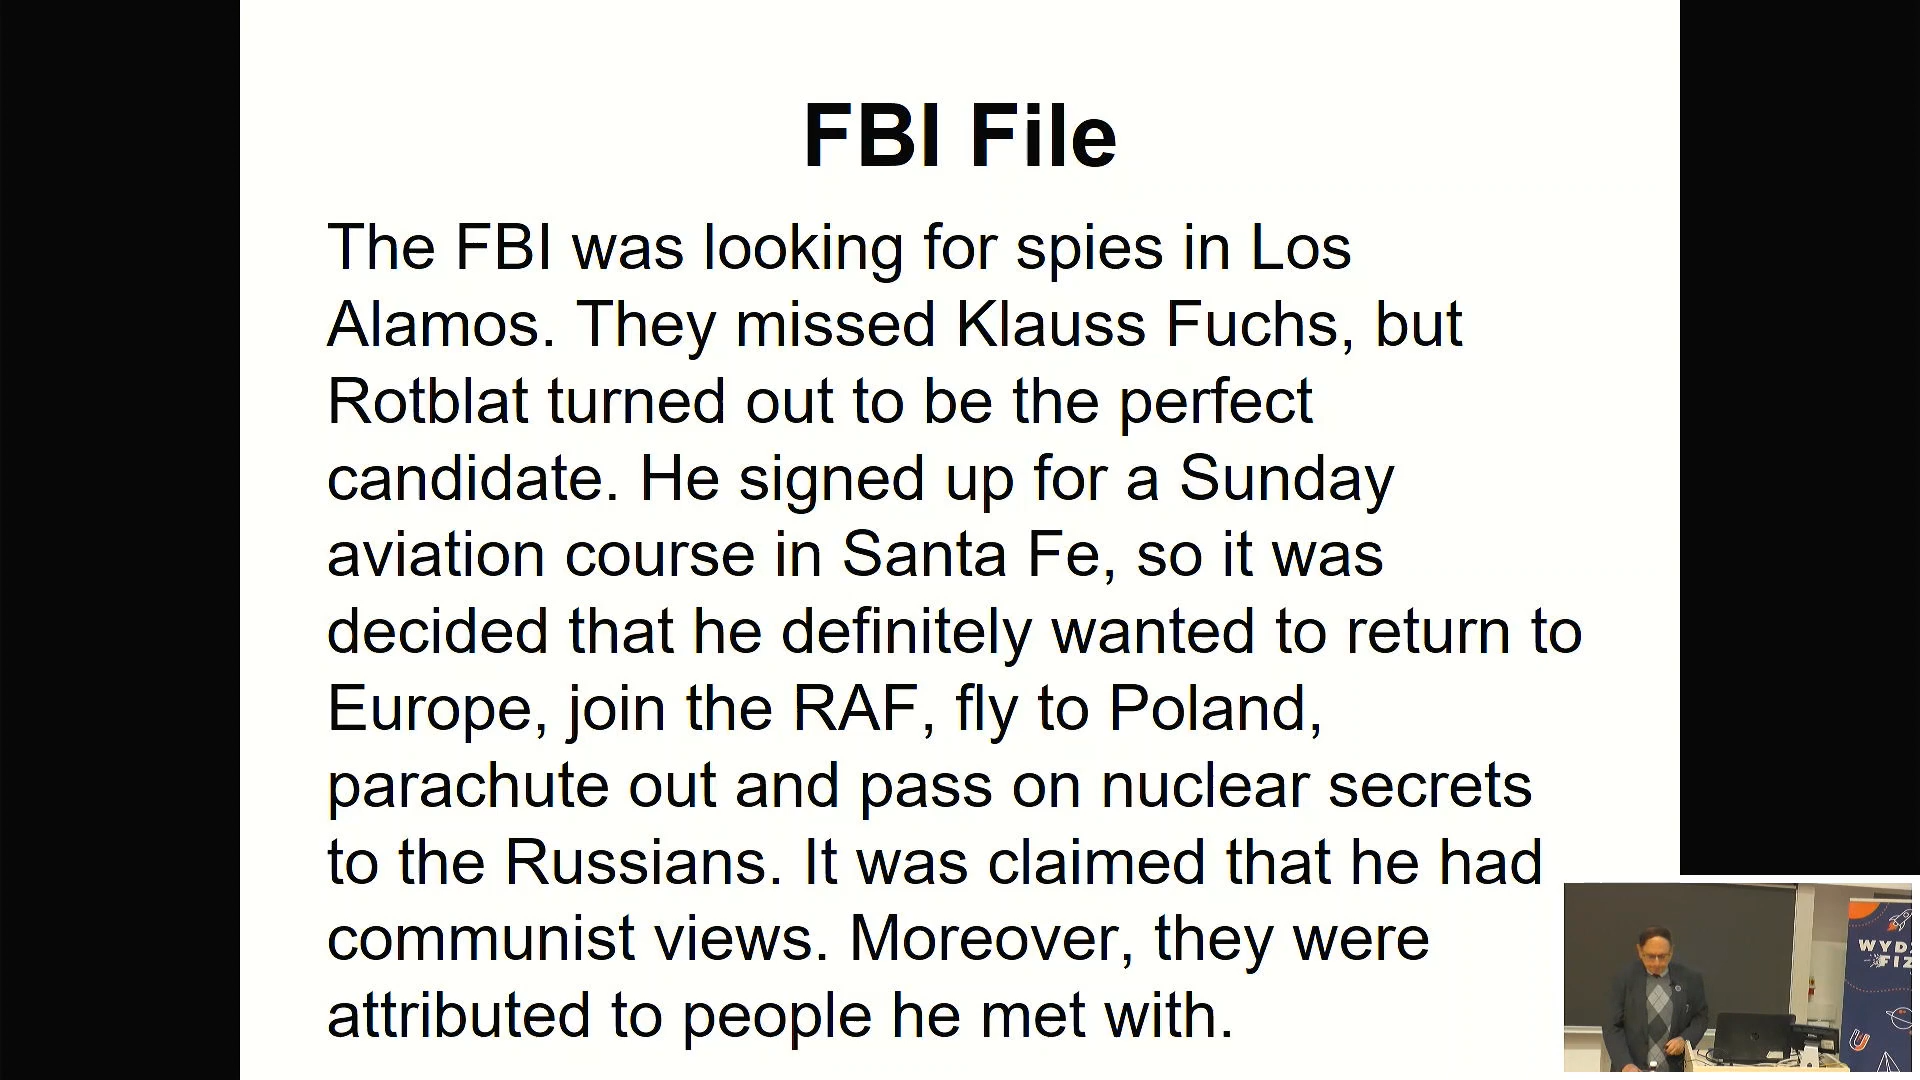 FBI File
The FBI was looking for spies in Los
Alamos. They missed Klauss Fuchs, but
Rotblat turned out to be the perfect
candidate. He signed up for a Sunday
aviation course in Santa Fe, so it was
decided that he definitely wanted to return to
Europe, join the RAF, fly to Poland,
parachute out and pass on nuclear secrets
to the Russians. It was claimed that he had
communist views. Moreover, they were
attributed to people he met with.
WYDZ
FIZ